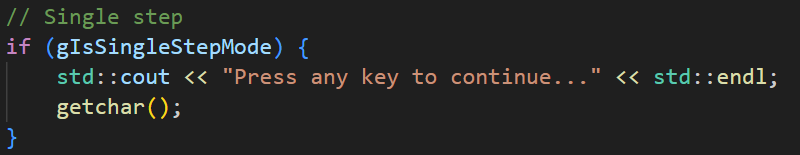 // Single step
if (gIsSingleStepMode) {
    std::cout << "Press any key to continue..." << std::endl;
    getchar();
}